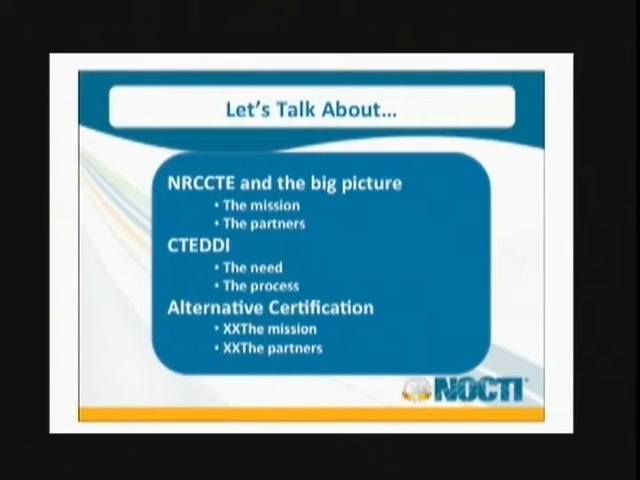 Let's Talk About...
NRCCTE and the big picture
• The mission
• The partners
CTEDDI
• The need
• The process
Alternative Certification
• XXThe mission
• XXThe partners
NOCTI